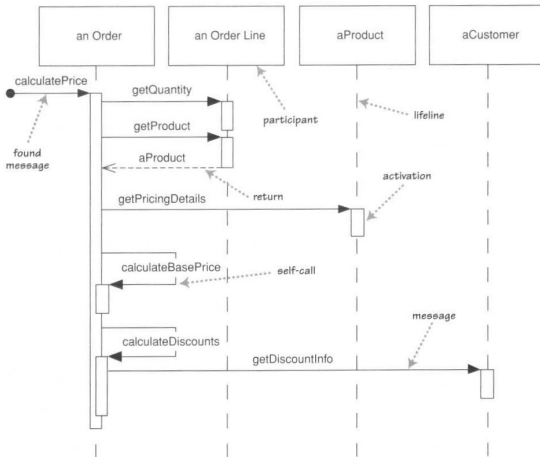 an Order
an Order Line
aProduct
aCustomer
calculatePrice
getQuantity
participant
lifeline
found
message
getProduct
aProduct
return
activation
getPricingDetails
calculateBasePrice
self-call
message
calculateDiscounts
getDiscountInfo